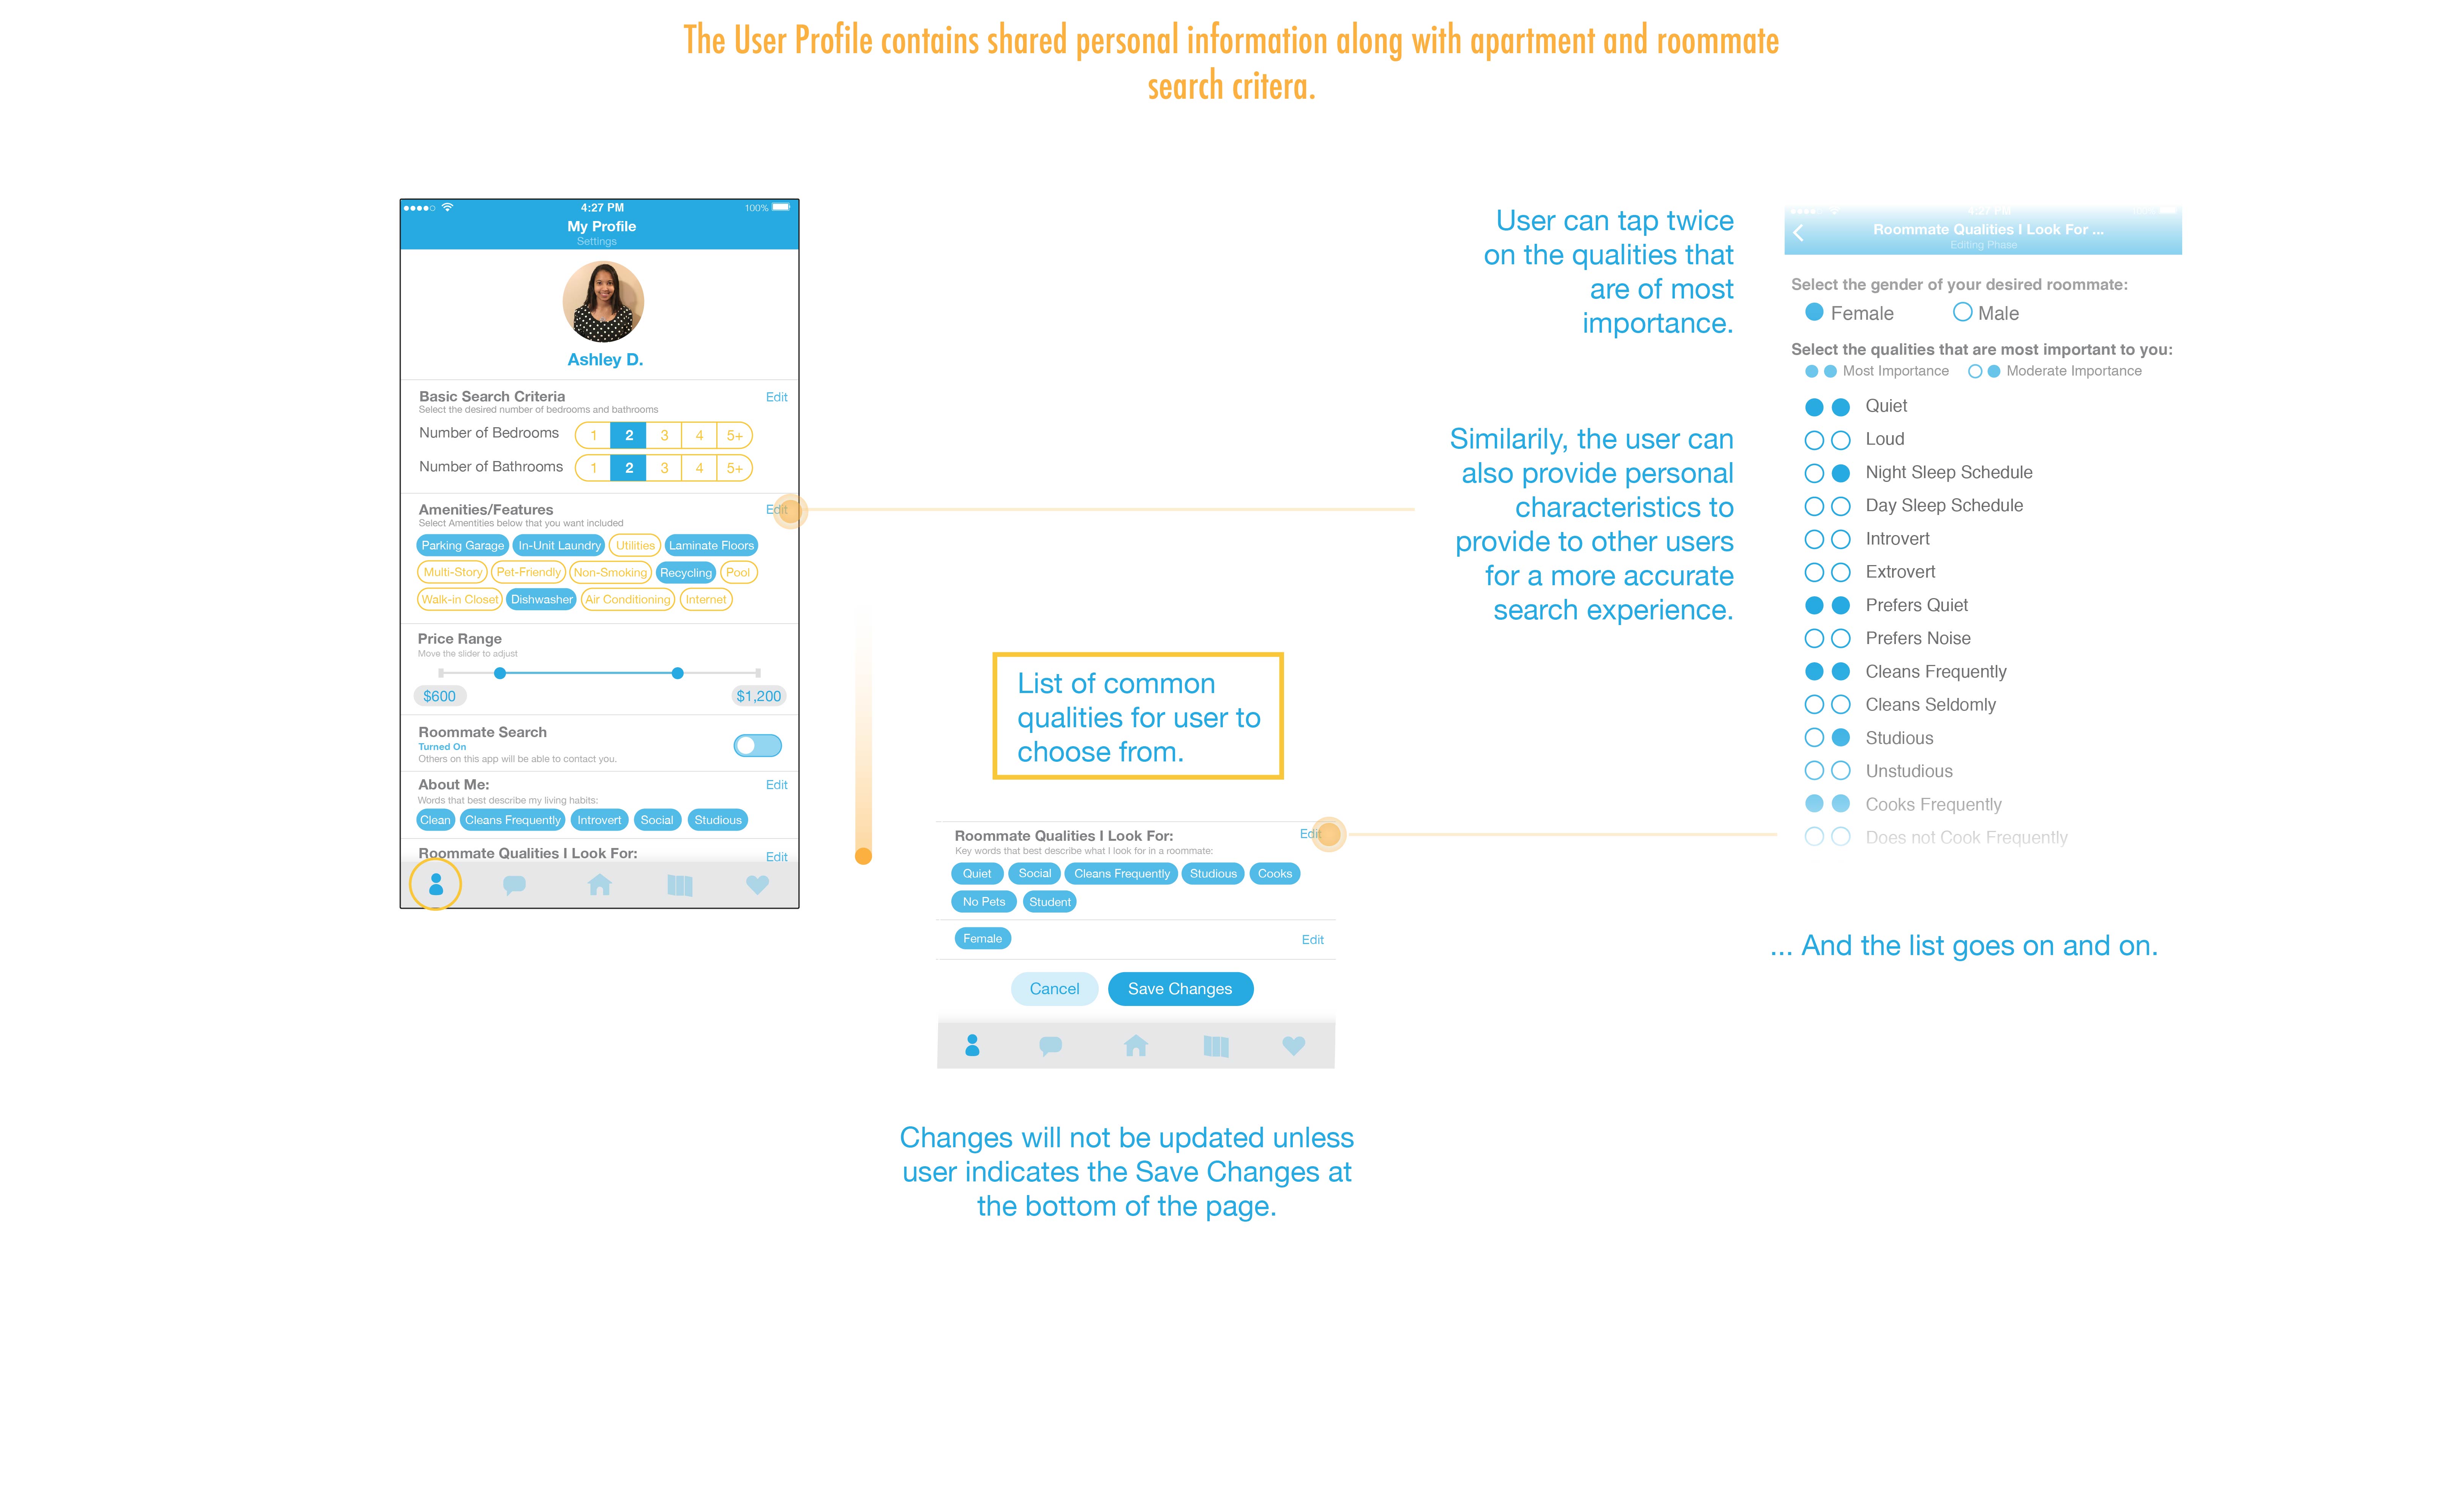 The User Profile contains shared personal information along with apartment and roommate
search critera.
4:27 PM
100%
My Profile
Settings
Ashley D.
Basic Search Criteria
Edit
Select the desired number of bedrooms and bathrooms
Number of Bedrooms
1 2 3 4 5+
Number of Bathrooms
1 2 3 4 5+
Amenities/Features
Edit
Select Amentities below that you want included
Parking Garage In-Unit Laundry Utilities Laminate Floors
Multi-Story Pet-Friendly Non-Smoking Recycling Pool
Walk-in Closet Dishwasher Air Conditioning Internet
Price Range
Move the slider to adjust
$600
$1,200
Roommate Search
Turned On
Others on this app will be able to contact you.
About Me:
Edit
Words that best describe my living habits:
Clean Cleans Frequently Introvert Social Studious
Roommate Qualities I Look For:
Edit
List of common
qualities for user to
choose from.
Roommate Qualities I Look For:
Edit
Key words that best describe what I look for in a roommate:
Quiet Social Cleans Frequently Studious Cooks
No Pets Student
Female
Edit
Cancel
Save Changes
Changes will not be updated unless
user indicates the Save Changes at
the bottom of the page.
User can tap twice
on the qualities that
are of most
importance.
Similarily, the user can
also provide personal
characteristics to
provide to other users
for a more accurate
search experience.
4:27 PM
Roommate Qualities I Look For ...
Editing Phase
Select the gender of your desired roommate:
Female
Male
Select the qualities that are most important to you:
Most Importance
Moderate Importance
Quiet
Loud
Night Sleep Schedule
Day Sleep Schedule
Introvert
Extrovert
Prefers Quiet
Prefers Noise
Cleans Frequently
Cleans Seldomly
Studious
Unstudious
Cooks Frequently
Does not Cook Frequently
... And the list goes on and on.